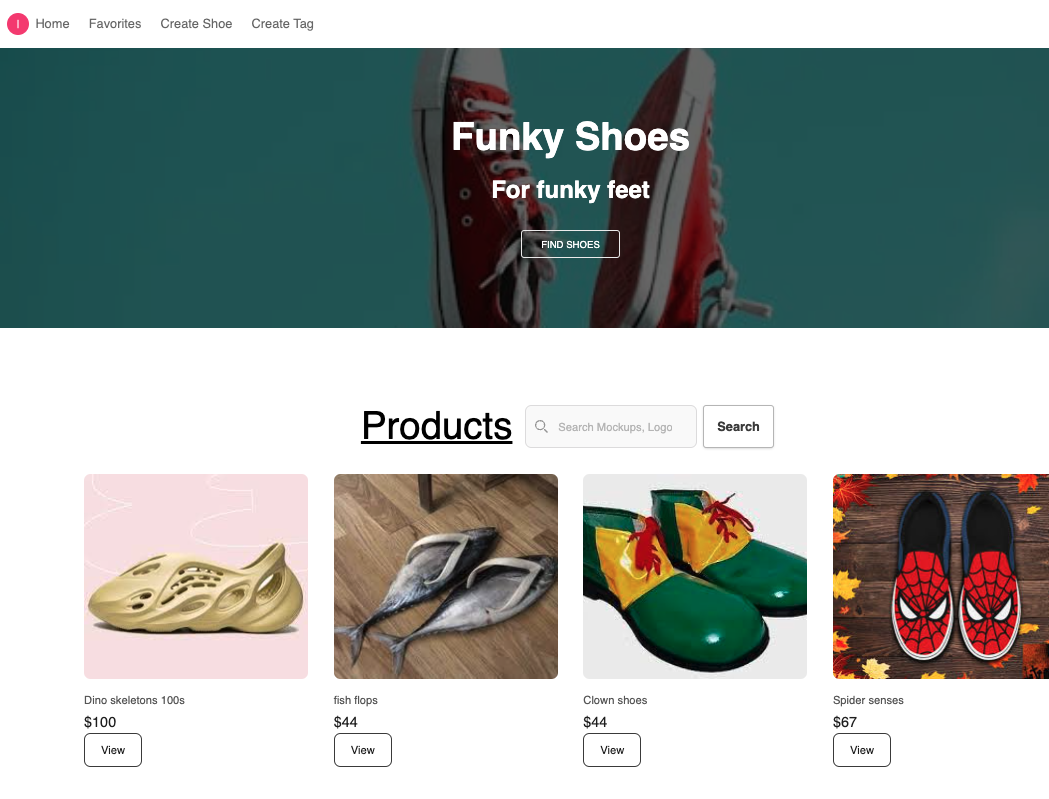 I Home Favorites Create Shoe Create Tag
Funky Shoes
For funky feet
FIND SHOES
Products Search Mockups, Logo Search
Dino skeletons 100s fish flops Clown shoes Spider senses
$100 $44 $44 $67
View View View View